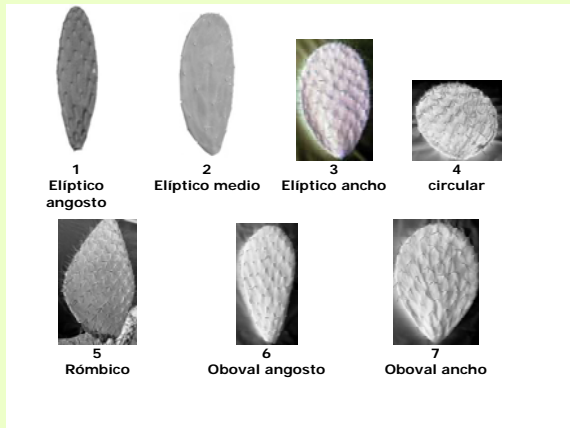 1
Elíptico
angosto
2
Elíptico medio
3
Elíptico ancho
4
circular
5
Rómbico
6
Oboval angosto
7
Oboval ancho